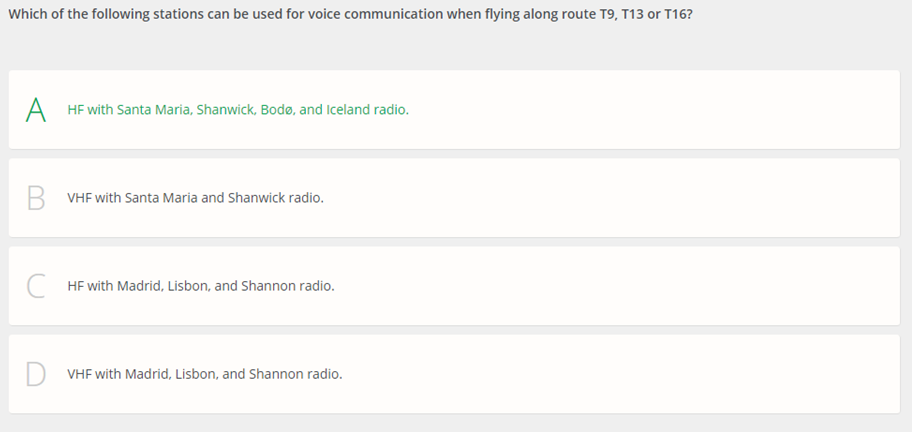 Which of the following stations can be used for voice communication when flying along route T9, T13 or T16?
A HF with Santa Maria, Shanwick, Bodø, and Iceland radio.
B VHF with Santa Maria and Shanwick radio.
C HF with Madrid, Lisbon, and Shannon radio.
D VHF with Madrid, Lisbon, and Shannon radio.